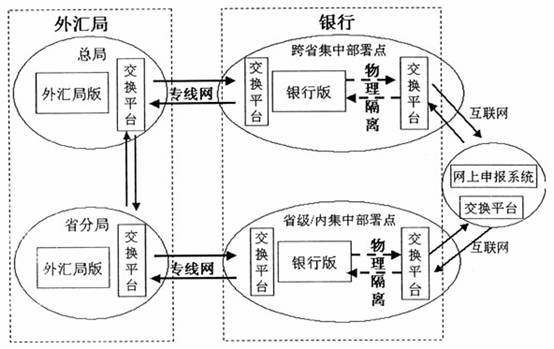 外汇局
银行
总局
外汇局版
交换平台
专线网
跨省集中部署点
交换平台
银行版
物理隔离
交换平台
互联网
网上申报系统
交换平台
互联网
省分局
外汇局版
交换平台
专线网
省级/内集中部署点
交换平台
银行版
物理隔离
交换平台